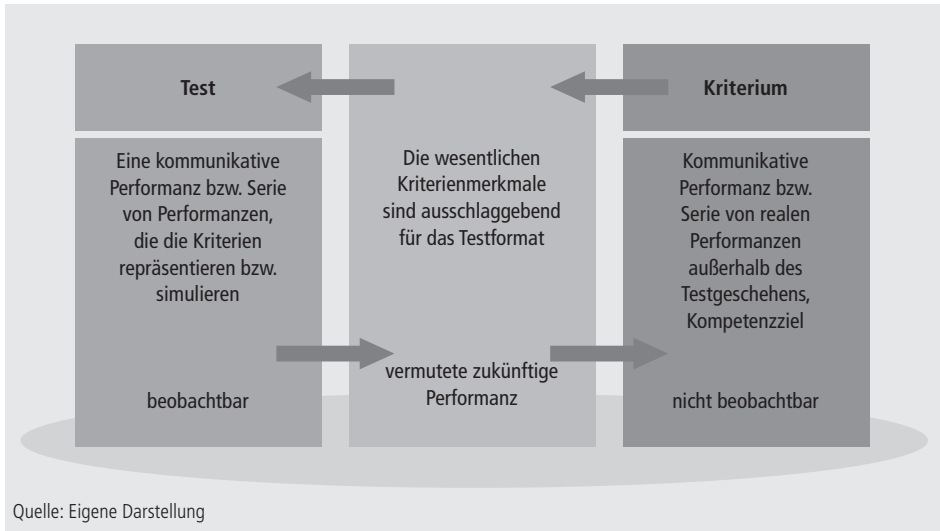 Test
Eine kommunikative
Performanz bzw. Serie
von Performanzen,
die die Kriterien
repräsentieren bzw.
simulieren
beobachtbar
Die wesentlichen
Kriterienmerkmale
sind ausschlaggebend
für das Testformat
vermutete zukünftige
Performanz
Kriterium
Kommunikative
Performanz bzw.
Serie von realen
Performanzen
außerhalb des
Testgeschehens,
Kompetenzziel
nicht beobachtbar
Quelle: Eigene Darstellung